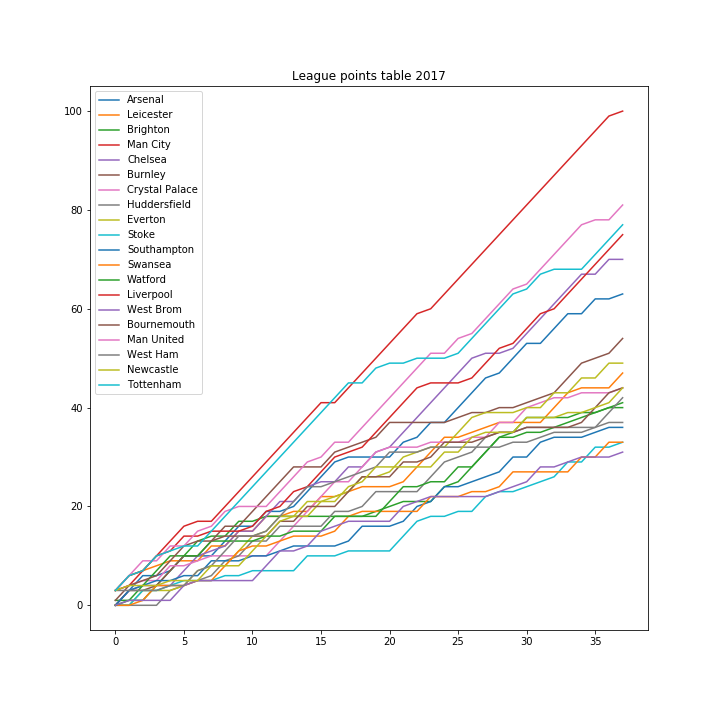 League points table 2017
Arsenal
Leicester
Brighton
Man City
Chelsea
Burnley
Crystal Palace
Huddersfield
Everton
Stoke
Southampton
Swansea
Watford
Liverpool
West Brom
Bournemouth
Man United
West Ham
Newcastle
Tottenham
100
80
60
40
20
0
0 5 10 15 20 25 30 35